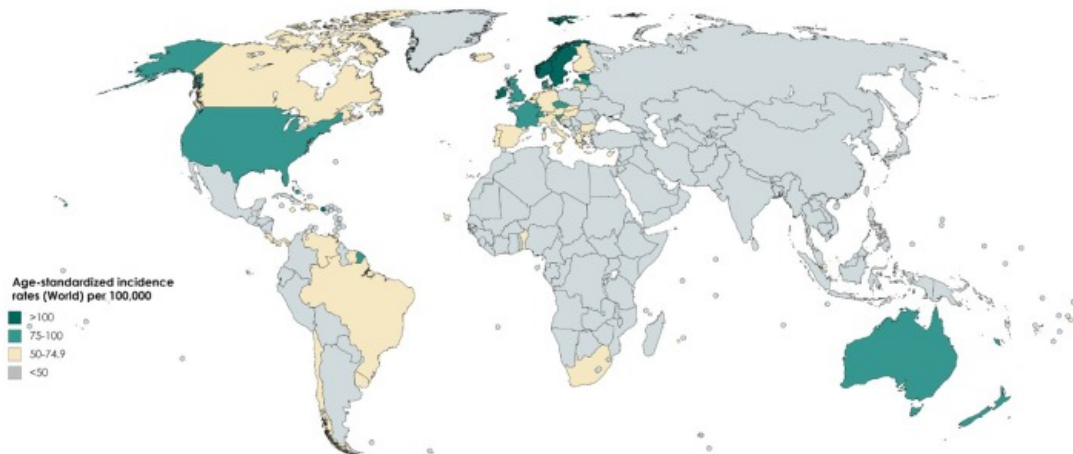 Age-standardized incidence
rates (World) per 100,000
>100
75-100
50-74.9
<50